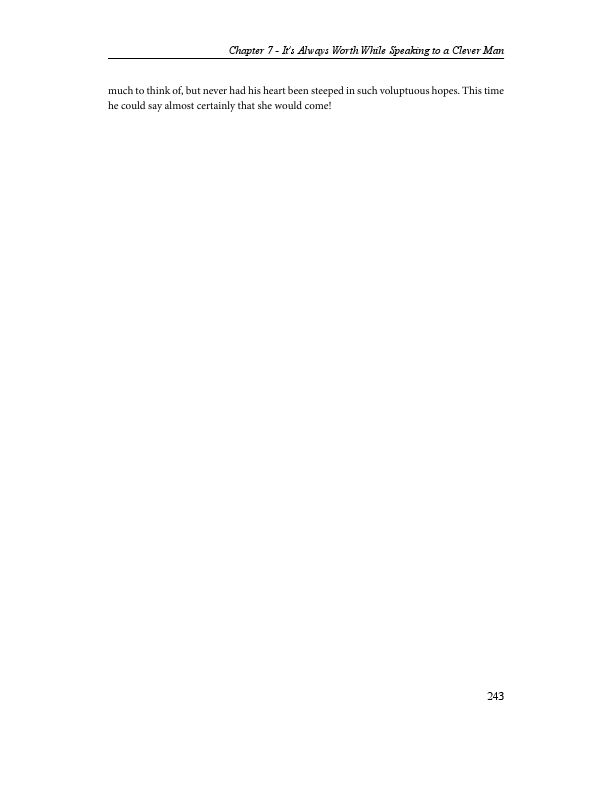 Chapter 7 - It's Always Worth While Speaking to a Clever Man
much to think of, but never had his heart been steeped in such voluptuous hopes. This time
he could say almost certainly that she would come!
243